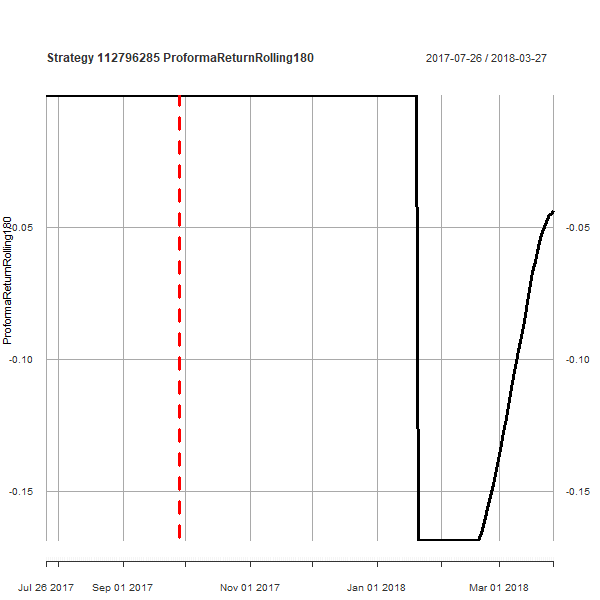 Strategy 112796285 ProformaReturnRolling180
2017-07-26 / 2018-03-27
ProformaReturnRolling180
-0.05
-0.05
-0.10
-0.10
-0.15
-0.15
Jul 26 2017
Sep 01 2017
Nov 01 2017
Jan 01 2018
Mar 01 2018